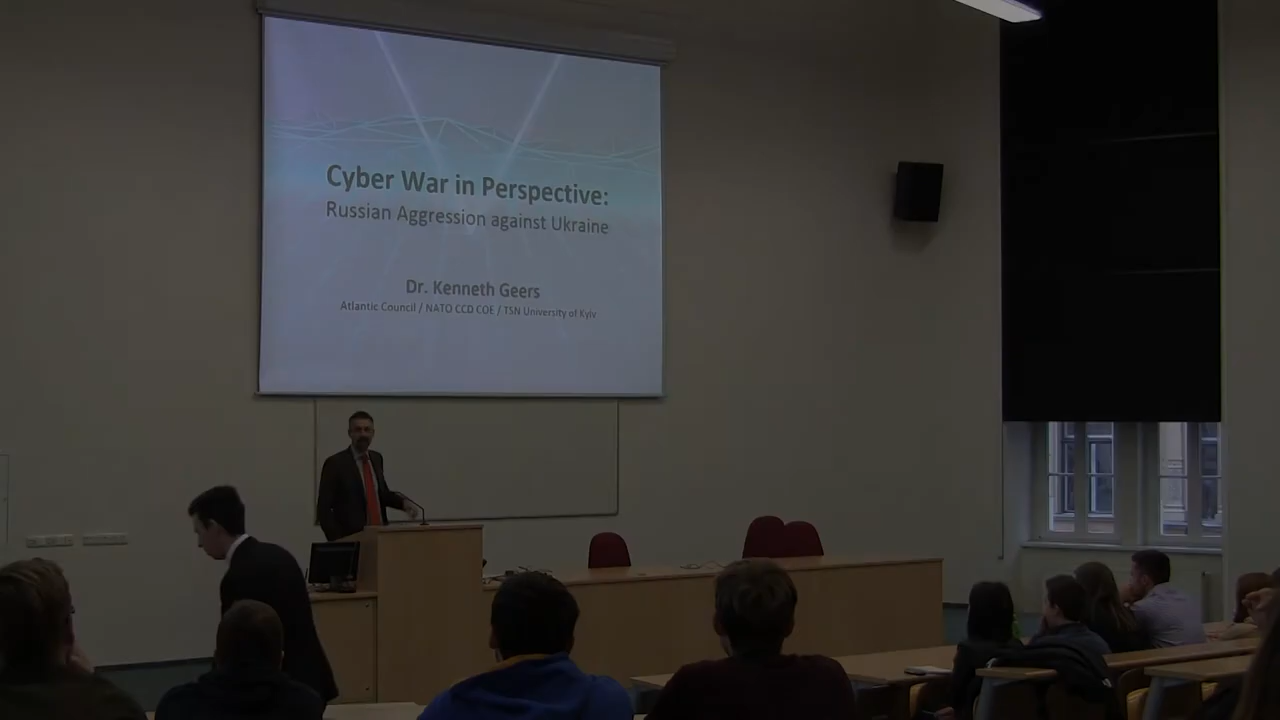 Cyber War in Perspective:
Russian Aggression against Ukraine
Dr. Kenneth Geers
Atlantic Council / NATO CCD COE / TSN University of Kyiv